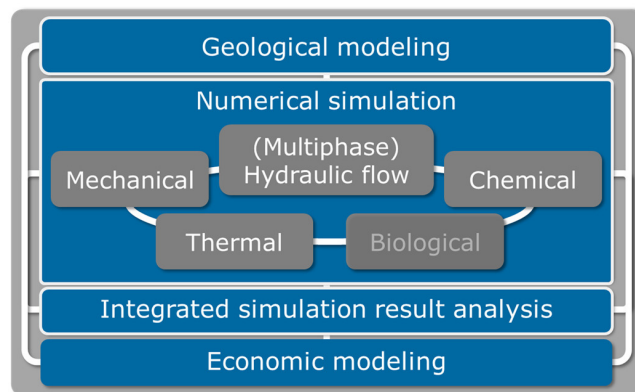 Geological modeling
Numerical simulation
(Multiphase)
Hydraulic flow
Mechanical
Chemical
Thermal
Biological
Integrated simulation result analysis
Economic modeling